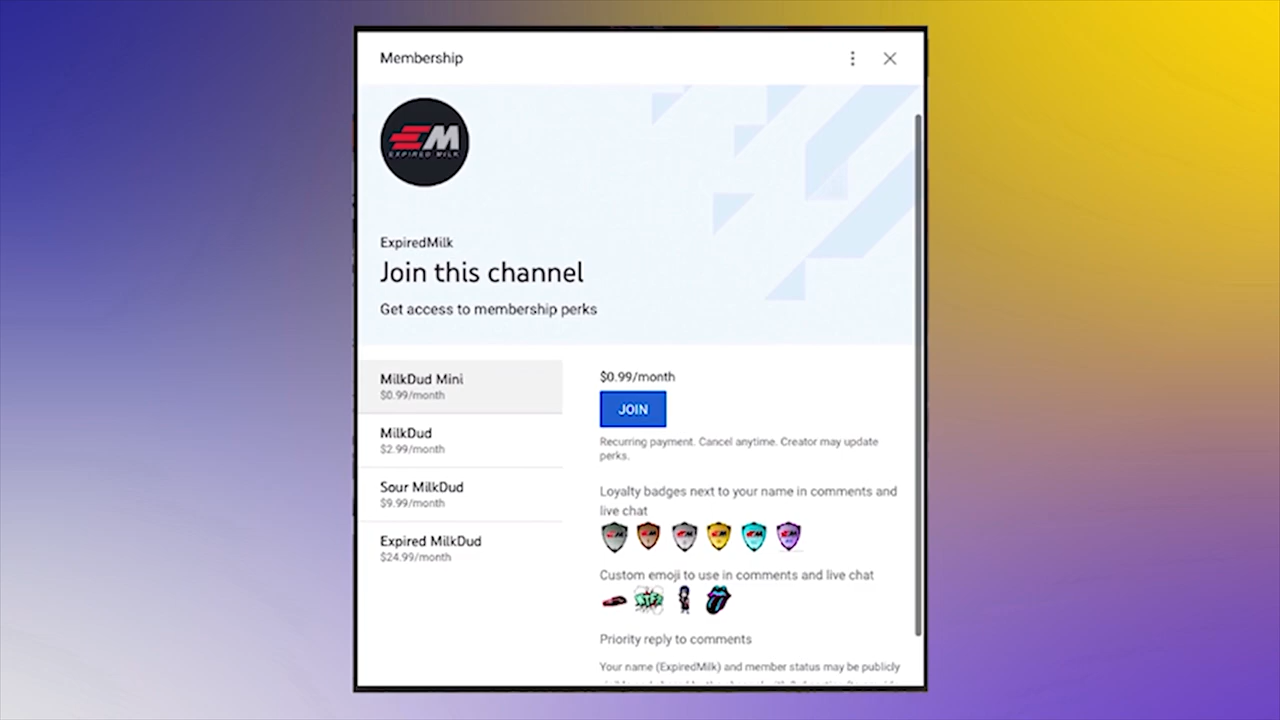 Membership
EM
EXPIRED MILK
ExpiredMilk
Join this channel
Get access to membership perks
MilkDud Mini
$0.99/month
MilkDud
$2.99/month
Sour MilkDud
$9.99/month
Expired MilkDud
$24.99/month
$0.99/month
JOIN
Recurring payment. Cancel anytime. Creator may update
perks.
Loyalty badges next to your name in comments and
live chat
Custom emoji to use in comments and live chat
Priority reply to comments
Your name (ExpiredMilk) and member status may be publicly